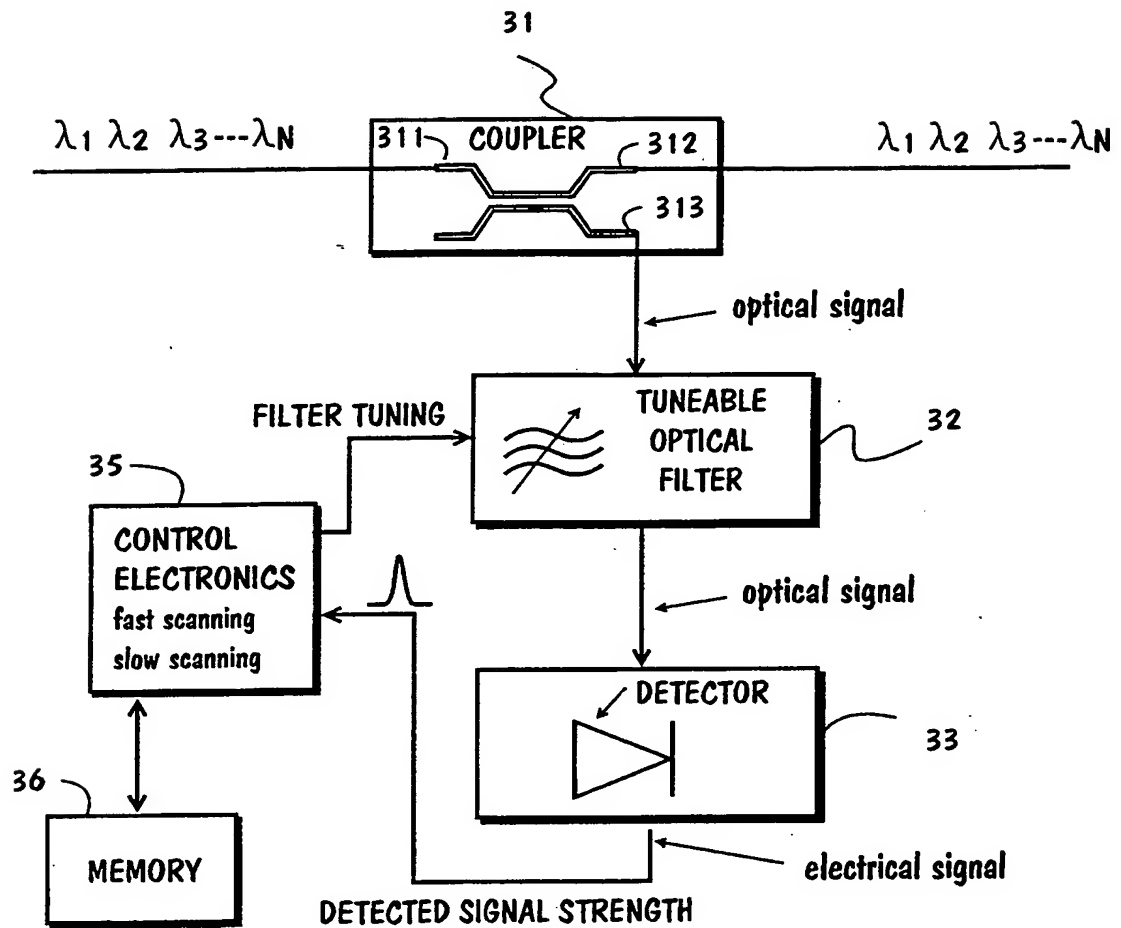 31
λ1 λ2 λ3---λN
311 COUPLER 312
λ1 λ2 λ3---λN
313
optical signal
FILTER TUNING
TUNEABLE
OPTICAL
FILTER
32
35
CONTROL
ELECTRONICS
fast scanning
slow scanning
optical signal
DETECTOR
33
36
MEMORY
electrical signal
DETECTED SIGNAL STRENGTH